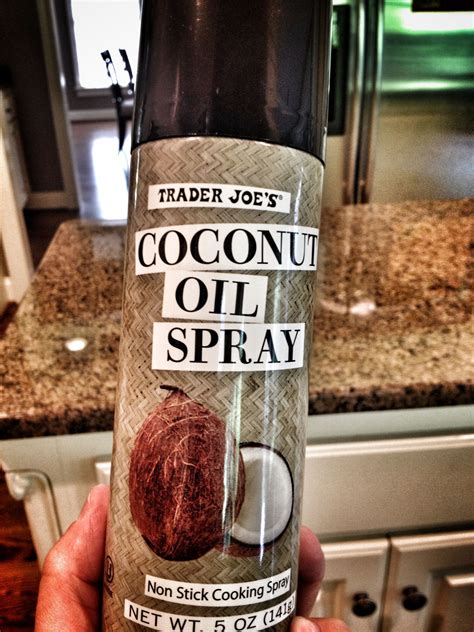 TRADER JOE'S®
COCONUT
OIL
SPRAY
Non Stick Cooking Spray
NET WT. 5 OZ (141g)